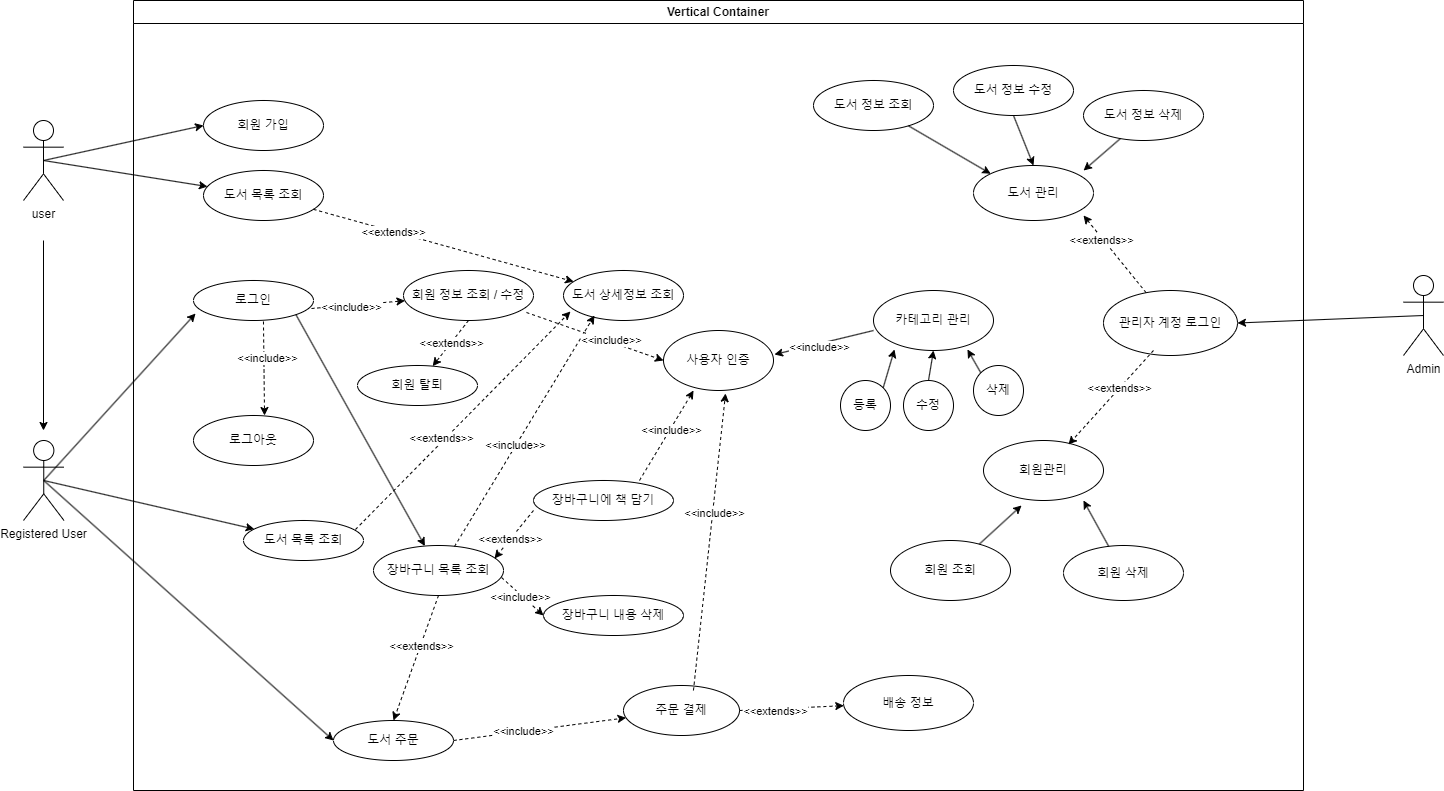 Vertical Container
도서 정보 조회
도서 정보 수정
도서 정보 삭제
회원 가입
도서 목록 조회
도서 관리
user
<<extends>>
<<extends>>
로그인
<<include>>
회원 정보 조회 / 수정
도서 상세정보 조회
카테고리 관리
관리자 계정 로그인
<<extends>>
<<include>>
<<include>>
사용자 인증
<<include>>
Admin
회원 탈퇴
<<extends>>
등록
수정
삭제
로그아웃
<<extends>>
<<include>>
<<include>>
회원관리
장바구니에 책 담기
<<include>>
Registered User
도서 목록 조회
<<extends>>
장바구니 목록 조회
회원 조회
회원 삭제
<<include>>
장바구니 내용 삭제
<<extends>>
주문 결제
<<extends>>
배송 정보
도서 주문
<<include>>